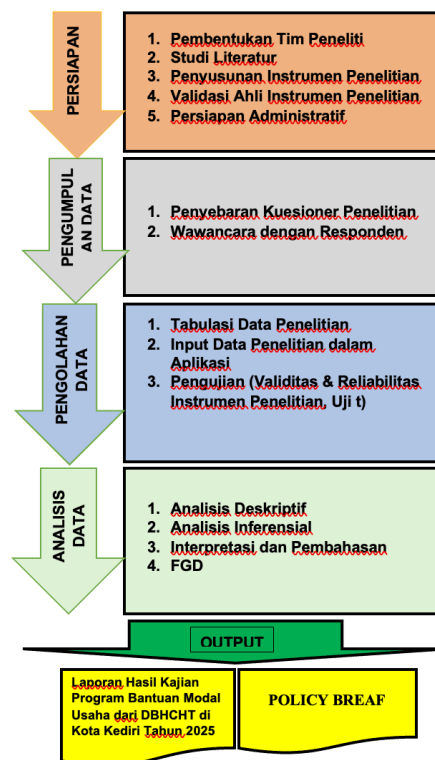 PERSIAPAN
1. Pembentukan Tim Peneliti
2. Studi Literatur
3. Penyusunan Instrumen Penelitian
4. Validasi Ahli Instrumen Penelitian
5. Persiapan Administratif
PENGUMPUL
AN DATA
1. Penyebaran Kuesioner Penelitian
2. Wawancara dengan Responden
PENGOLAHAN
DATA
1. Tabulasi Data Penelitian
2. Input Data Penelitian dalam
Aplikasi
3. Pengujian (Validitas & Reliabilitas
Instrumen Penelitian, Uji t)
ANALISIS
DATA
1. Analisis Deskriptif
2. Analisis Inferensial
3. Interpretasi dan Pembahasan
4. FGD
OUTPUT
Laporan Hasil Kajian
Program Bantuan Modal
Usaha dari DBHCHT di
Kota Kediri Tahun 2025
POLICY BREAF